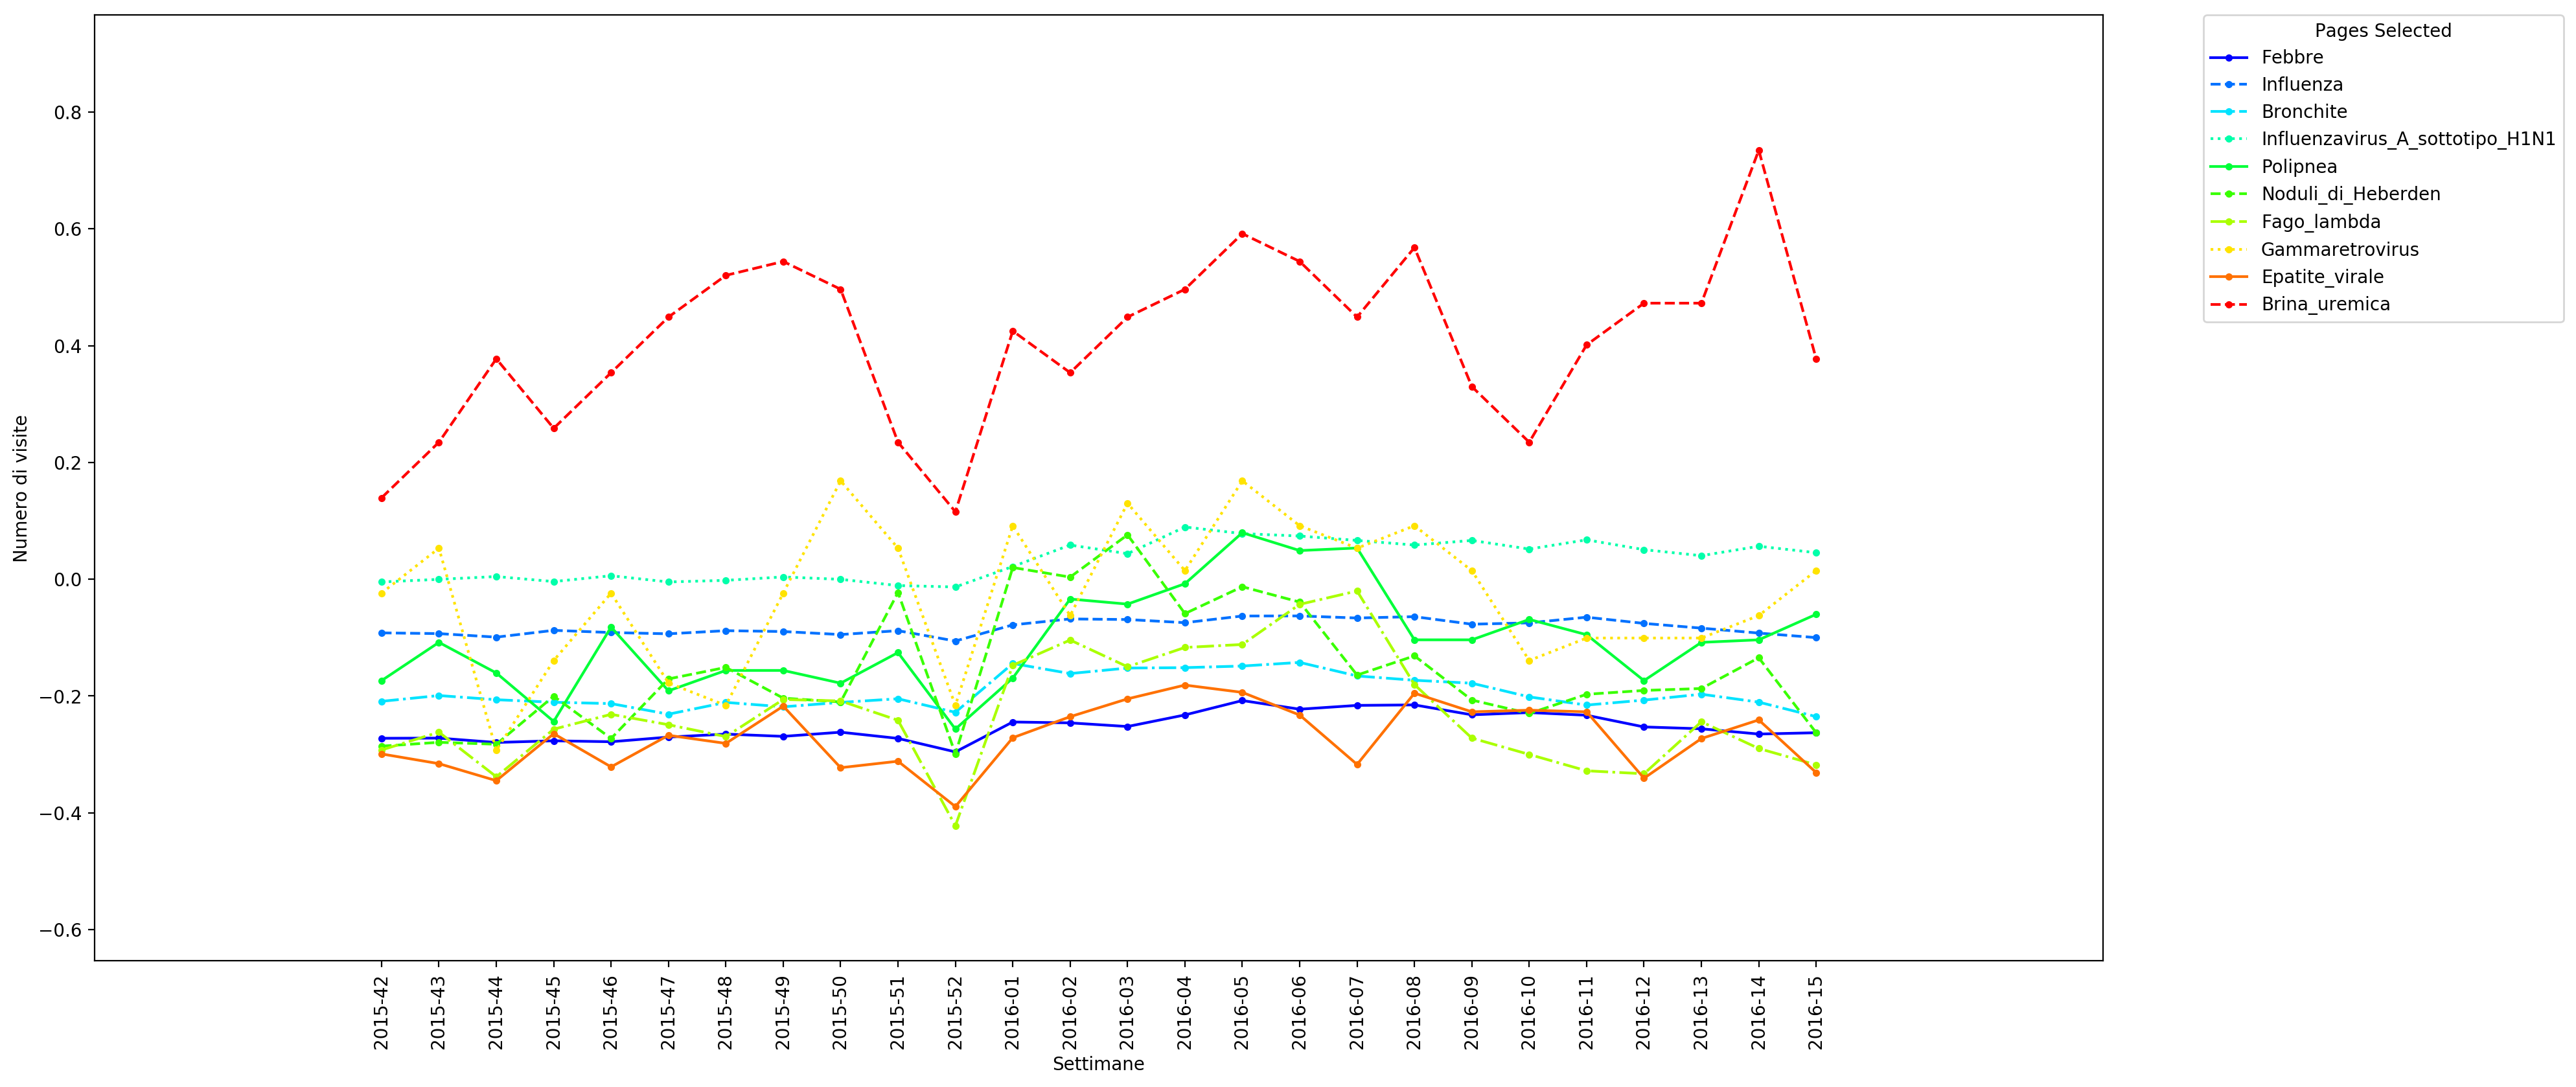 Pages Selected
Febbre
Influenza
Bronchite
Influenzavirus_A_sottotipo_H1N1
Polipnea
Noduli_di_Heberden
Fago_lambda
Gammaretrovirus
Epatite_virale
Brina_uremica
Numero di visite
0.8
0.6
0.4
0.2
0.0
−0.2
−0.4
−0.6
2015-42
2015-43
2015-44
2015-45
2015-46
2015-47
2015-48
2015-49
2015-50
2015-51
2015-52
2016-01
2016-02
2016-03
2016-04
2016-05
2016-06
2016-07
2016-08
2016-09
2016-10
2016-11
2016-12
2016-13
2016-14
2016-15
Settimane